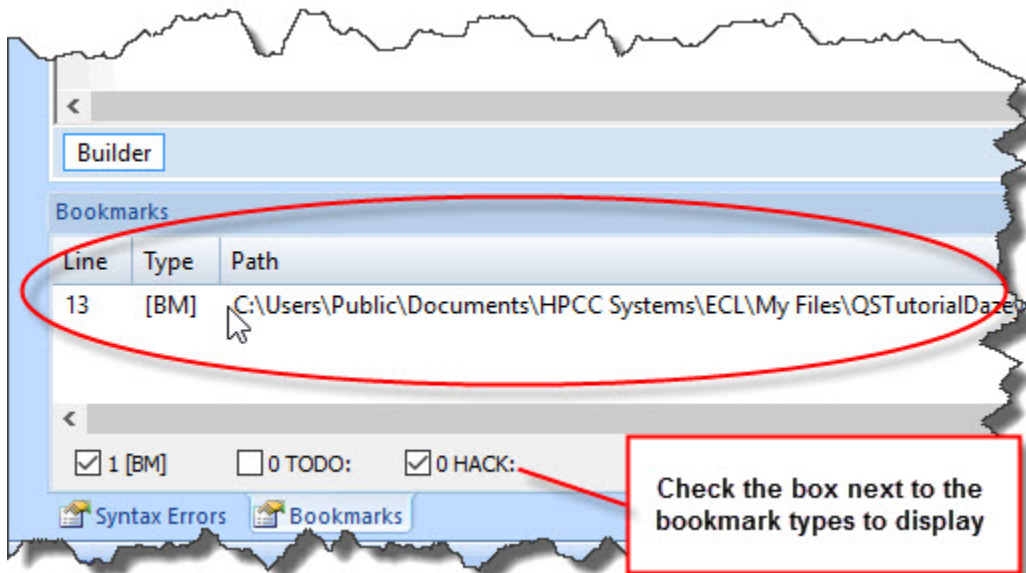 Builder
Bookmarks
Line Type Path
13 [BM] C:\Users\Public\Documents\HPCC Systems\ECL\My Files\QSTutorialDaze
1 [BM] 0 TODO: 0 HACK:
Check the box next to the
bookmark types to display
Syntax Errors Bookmarks